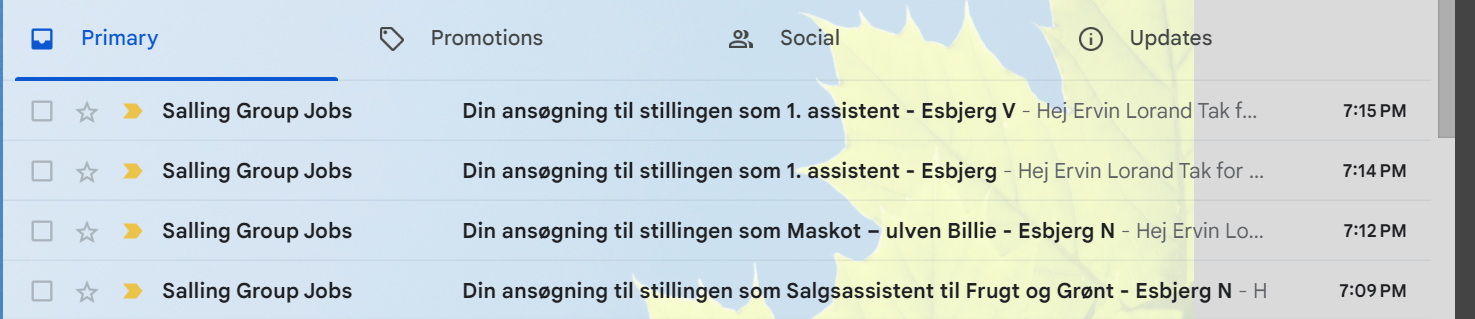 Primary Promotions Social Updates
Salling Group Jobs Din ansøgning til stillingen som 1. assistent - Esbjerg V - Hej Ervin Lorand Tak f... 7:15 PM
Salling Group Jobs Din ansøgning til stillingen som 1. assistent - Esbjerg - Hej Ervin Lorand Tak for ... 7:14 PM
Salling Group Jobs Din ansøgning til stillingen som Maskot – ulven Billie - Esbjerg N - Hej Ervin Lo... 7:12 PM
Salling Group Jobs Din ansøgning til stillingen som Salgsassistent til Frugt og Grønt - Esbjerg N - H 7:09 PM